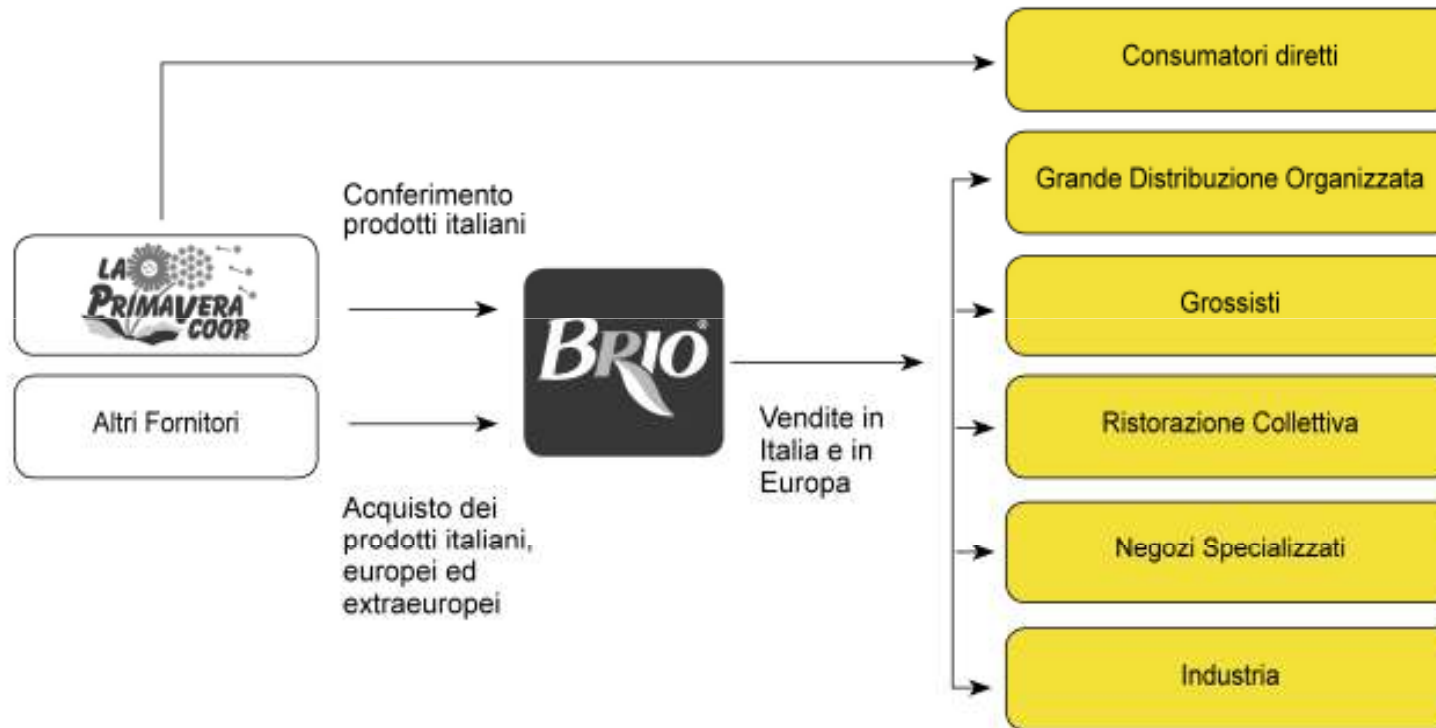 Consumatori diretti
Grande Distribuzione Organizzata
Conferimento
prodotti italiani
LA
PRIMAVERA
COOP.
BRIO®
Grossisti
Altri Fornitori
Vendite in
Italia e in
Europa
Ristorazione Collettiva
Acquisto dei
prodotti italiani,
europei ed
extraeuropei
Negozi Specializzati
Industria